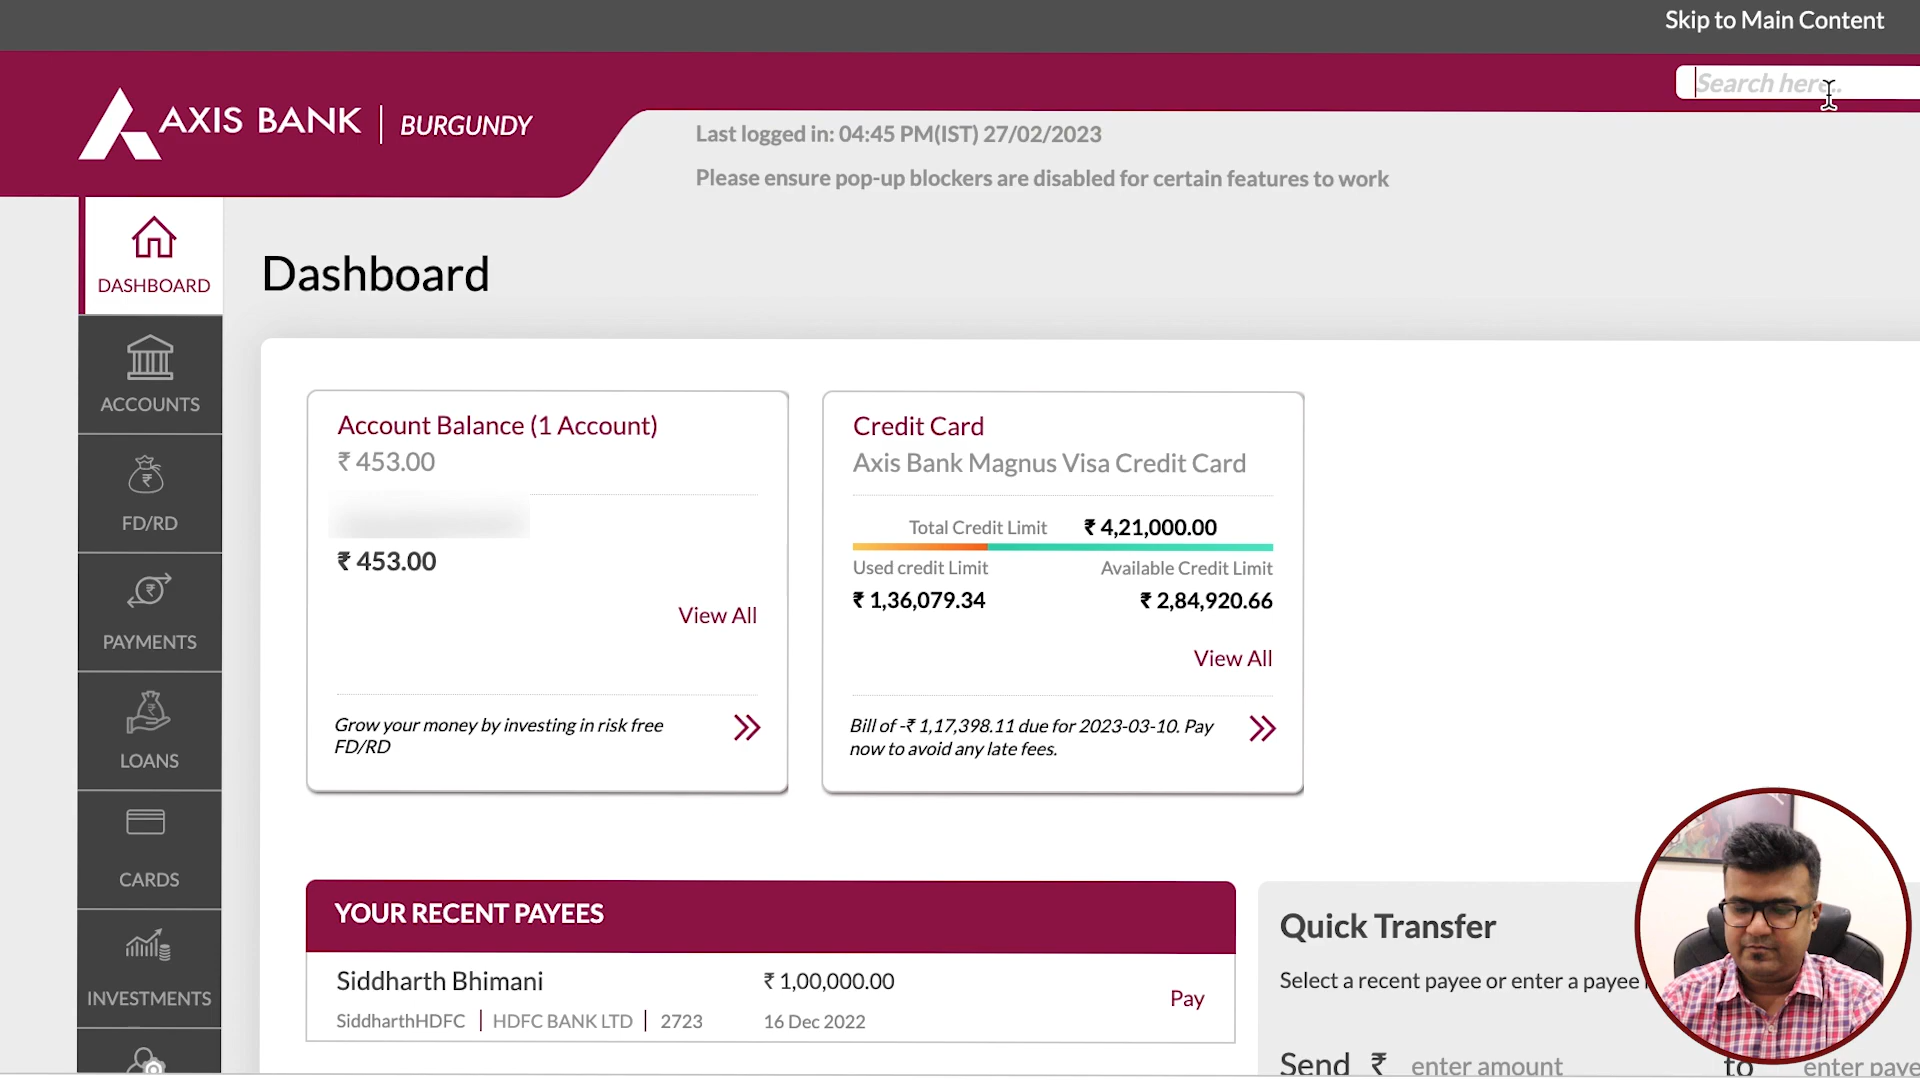 Skip to Main Content
Search here..
AXIS BANK | BURGUNDY
Last logged in: 04:45 PM(IST) 27/02/2023
Please ensure pop-up blockers are disabled for certain features to work
DASHBOARD
ACCOUNTS
FD/RD
PAYMENTS
LOANS
CARDS
INVESTMENTS
Dashboard
Account Balance (1 Account)
₹ 453.00
₹ 453.00
View All
Grow your money by investing in risk free
FD/RD
Credit Card
Axis Bank Magnus Visa Credit Card
Total Credit Limit ₹ 4,21,000.00
Used credit Limit Available Credit Limit
₹ 1,36,079.34 ₹ 2,84,920.66
View All
Bill of -₹ 1,17,398.11 due for 2023-03-10. Pay
now to avoid any late fees.
YOUR RECENT PAYEES
Siddharth Bhimani ₹ 1,00,000.00
Pay
SiddharthHDFC | HDFC BANK LTD | 2723 16 Dec 2022
Quick Transfer
Select a recent payee or enter a payee
Send ₹ enter amount to enter paye